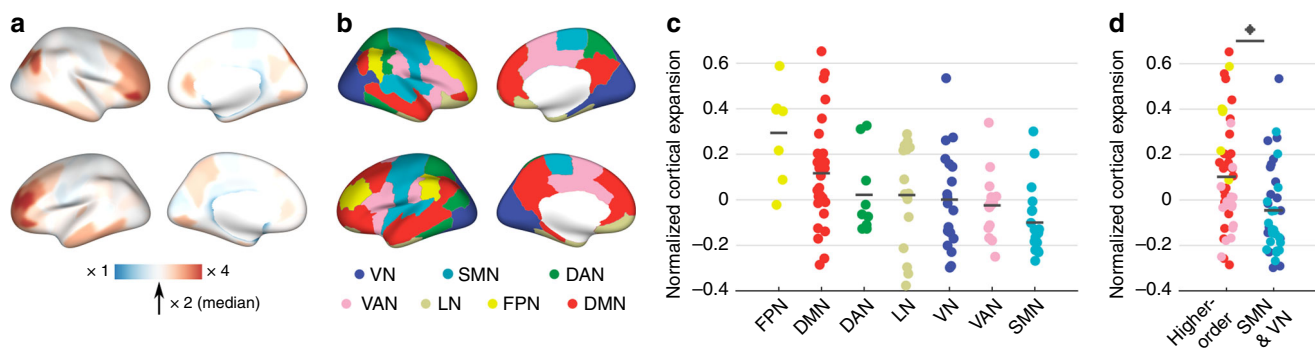 a
× 1
× 4
× 2 (median)
b
VN
SMN
DAN
VAN
LN
FPN
DMN
c
Normalized cortical expansion
0.6
0.4
0.2
0
−0.2
−0.4
FPN
DMN
DAN
LN
VN
VAN
SMN
d
Normalized cortical expansion
0.6
0.4
0.2
0
−0.2
−0.4
Higher-
order
SMN
& VN